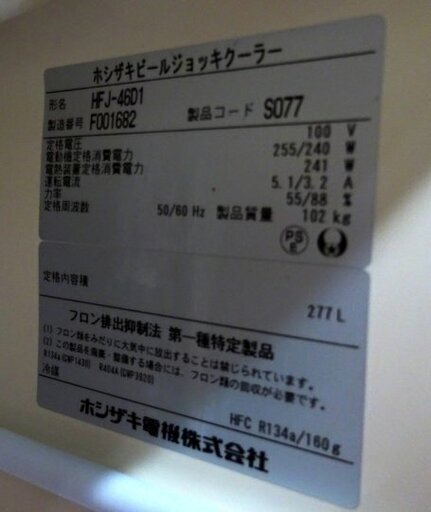 ホシザキビールジョッキクーラー
形名 HFJ-46D1
製造番号 F001682 製品コード S077
定格電圧 100 V
電動機定格消費電力 255/240 W
電熱装置定格消費電力 241 W
運転電流 5.1/3.2 A
力率 55/88 %
定格周波数 50/60 Hz 製品質量 102 kg
PS
E
定格内容積 277 L
フロン排出抑制法 第一種特定製品
(1) フロン類をみだりに大気中に放出することは禁じられています。
(2) この製品を廃棄・整備する場合には、フロン類の回収が必要です。
R134a(GWP1430) R404A(GWP3920)
冷媒 HFC R134a/160g
ホシザキ電機株式会社